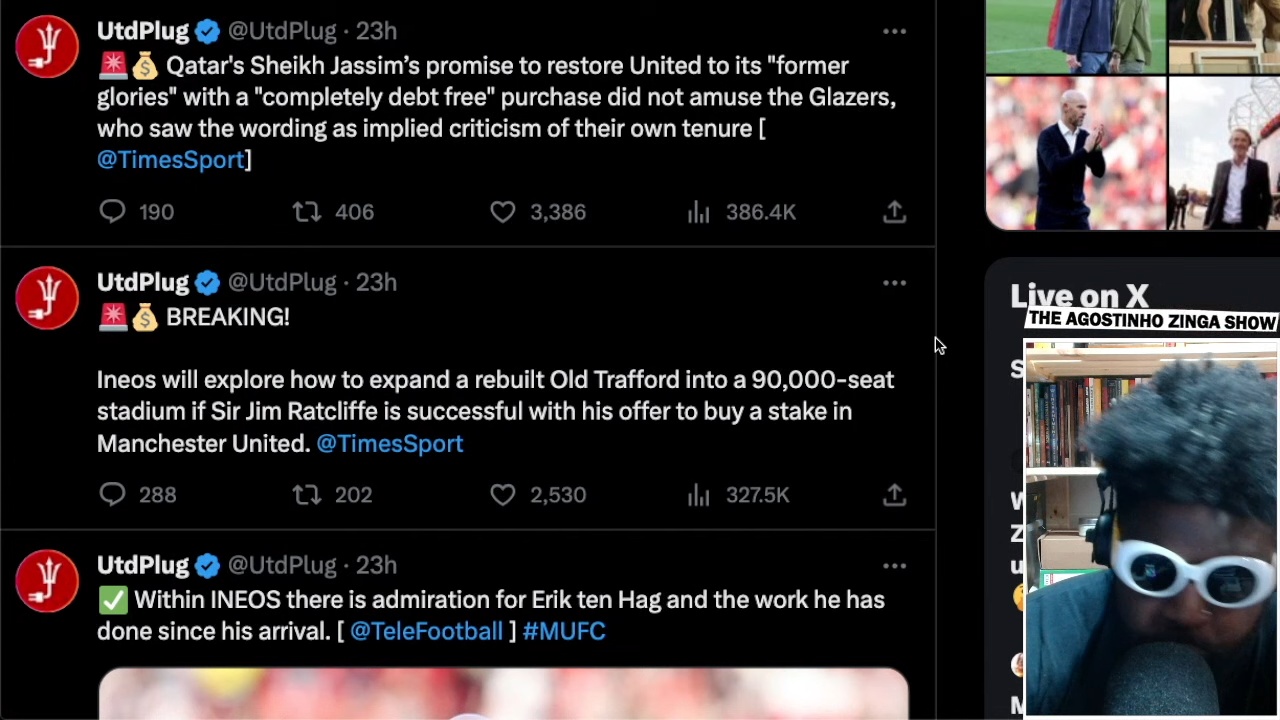 UtdPlug @UtdPlug · 23h
🚨💰 Qatar's Sheikh Jassim’s promise to restore United to its "former
glories" with a "completely debt free" purchase did not amuse the Glazers,
who saw the wording as implied criticism of their own tenure [
@TimesSport]
190 406 3,386 386.4K
UtdPlug @UtdPlug · 23h
🚨💰 BREAKING!
Ineos will explore how to expand a rebuilt Old Trafford into a 90,000-seat
stadium if Sir Jim Ratcliffe is successful with his offer to buy a stake in
Manchester United. @TimesSport
288 202 2,530 327.5K
UtdPlug @UtdPlug · 23h
✅ Within INEOS there is admiration for Erik ten Hag and the work he has
done since his arrival. [ @TeleFootball ] #MUFC
Live on X
THE AGOSTINHO ZINGA SHOW